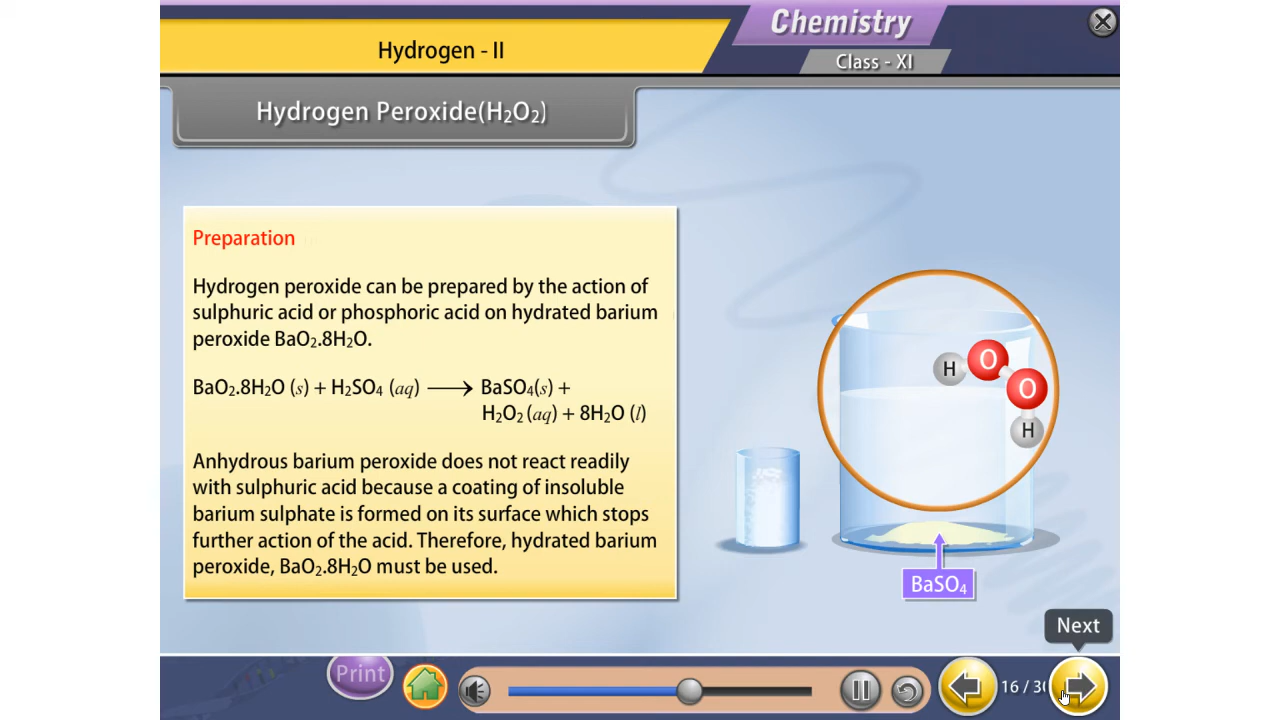 Chemistry
Hydrogen - II
Class - XI
Hydrogen Peroxide(H₂O₂)
Preparation
Hydrogen peroxide can be prepared by the action of
sulphuric acid or phosphoric acid on hydrated barium
peroxide BaO₂.8H₂O.
BaO₂.8H₂O (s) + H₂SO₄ (aq) ⟶ BaSO₄(s) +
H₂O₂ (aq) + 8H₂O (l)
Anhydrous barium peroxide does not react readily
with sulphuric acid because a coating of insoluble
barium sulphate is formed on its surface which stops
further action of the acid. Therefore, hydrated barium
peroxide, BaO₂.8H₂O must be used.
H O
O
H
BaSO₄
Next
Print
16 / 30